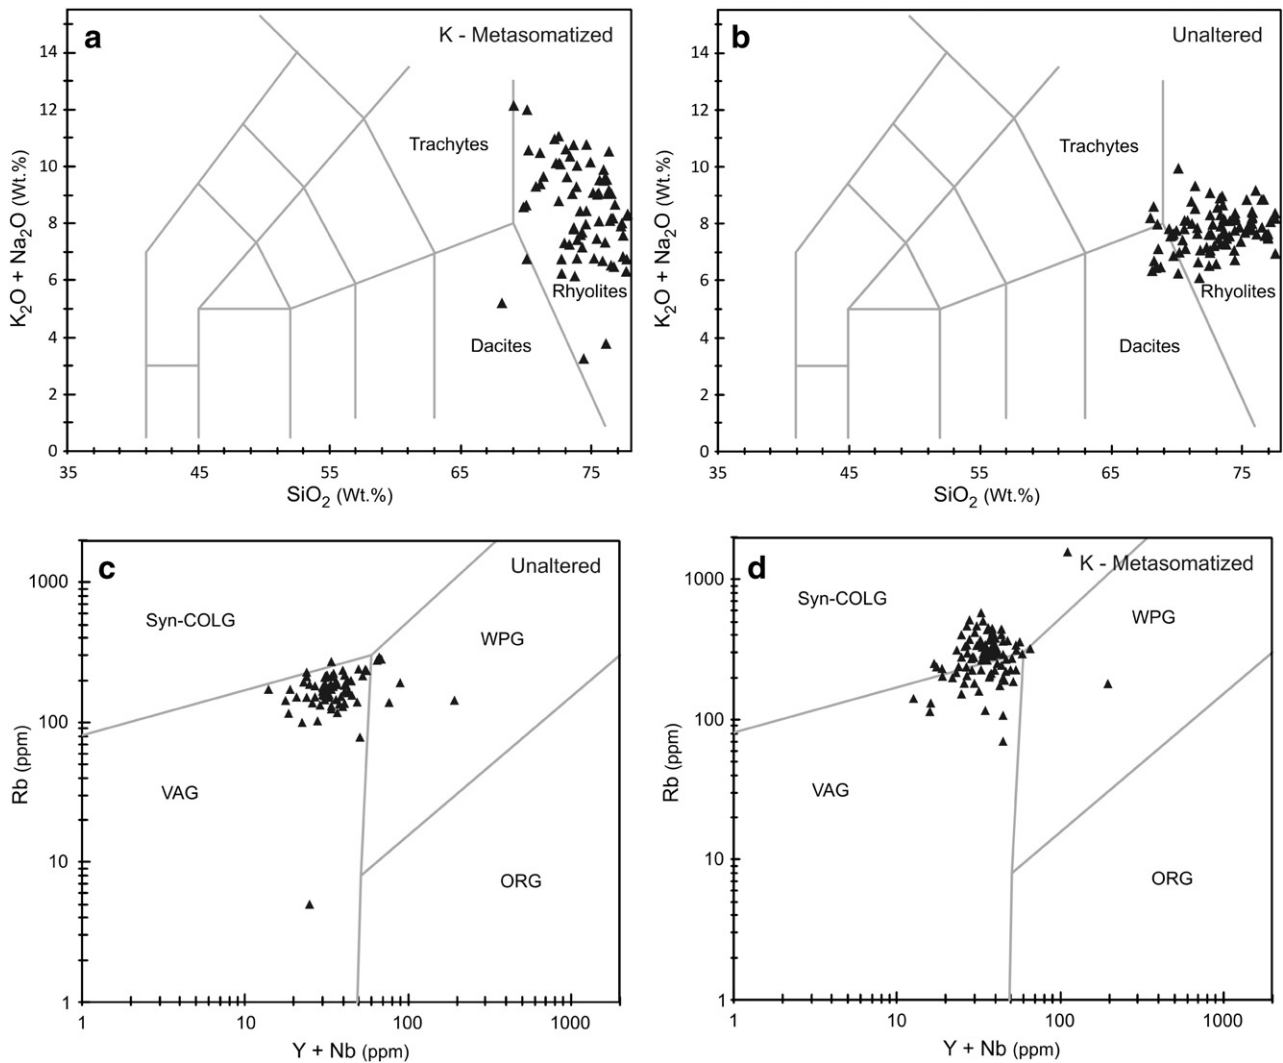 a
K - Metasomatized
14
12
10
8
6
4
2
0
K₂O + Na₂O (Wt.%)
Trachytes
Rhyolites
Dacites
35
45
55
65
75
SiO₂ (Wt.%)
b
Unaltered
14
12
10
8
6
4
2
0
K₂O + Na₂O (Wt.%)
Trachytes
Rhyolites
Dacites
35
45
55
65
75
SiO₂ (Wt.%)
c
Unaltered
1000
100
10
1
Rb (ppm)
Syn-COLG
WPG
VAG
ORG
1
10
100
1000
Y + Nb (ppm)
d
K - Metasomatized
1000
100
10
1
Rb (ppm)
Syn-COLG
WPG
VAG
ORG
1
10
100
1000
Y + Nb (ppm)